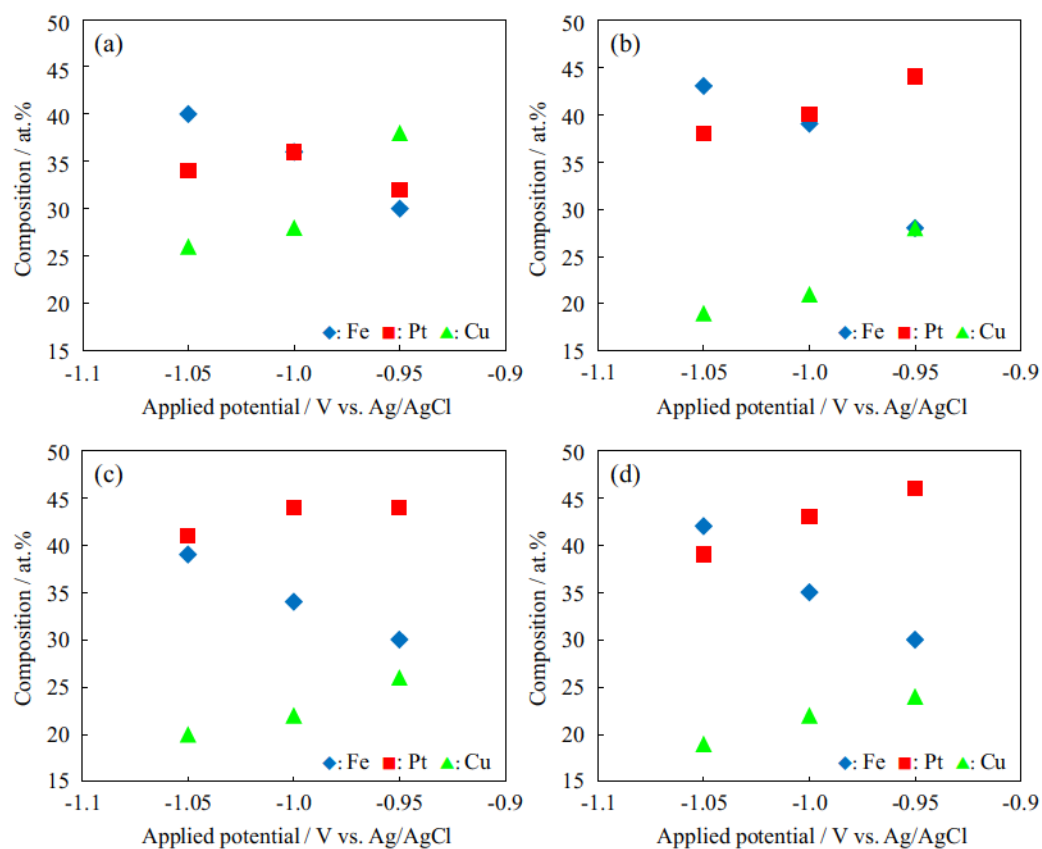 (a)
Composition / at.%
50
45
40
35
30
25
20
15
: Fe : Pt : Cu
-1.1 -1.05 -1.0 -0.95 -0.9
Applied potential / V vs. Ag/AgCl
(b)
Composition / at.%
50
45
40
35
30
25
20
15
: Fe : Pt : Cu
-1.1 -1.05 -1.0 -0.95 -0.9
Applied potential / V vs. Ag/AgCl
(c)
Composition / at.%
50
45
40
35
30
25
20
15
: Fe : Pt : Cu
-1.1 -1.05 -1.0 -0.95 -0.9
Applied potential / V vs. Ag/AgCl
(d)
Composition / at.%
50
45
40
35
30
25
20
15
: Fe : Pt : Cu
-1.1 -1.05 -1.0 -0.95 -0.9
Applied potential / V vs. Ag/AgCl